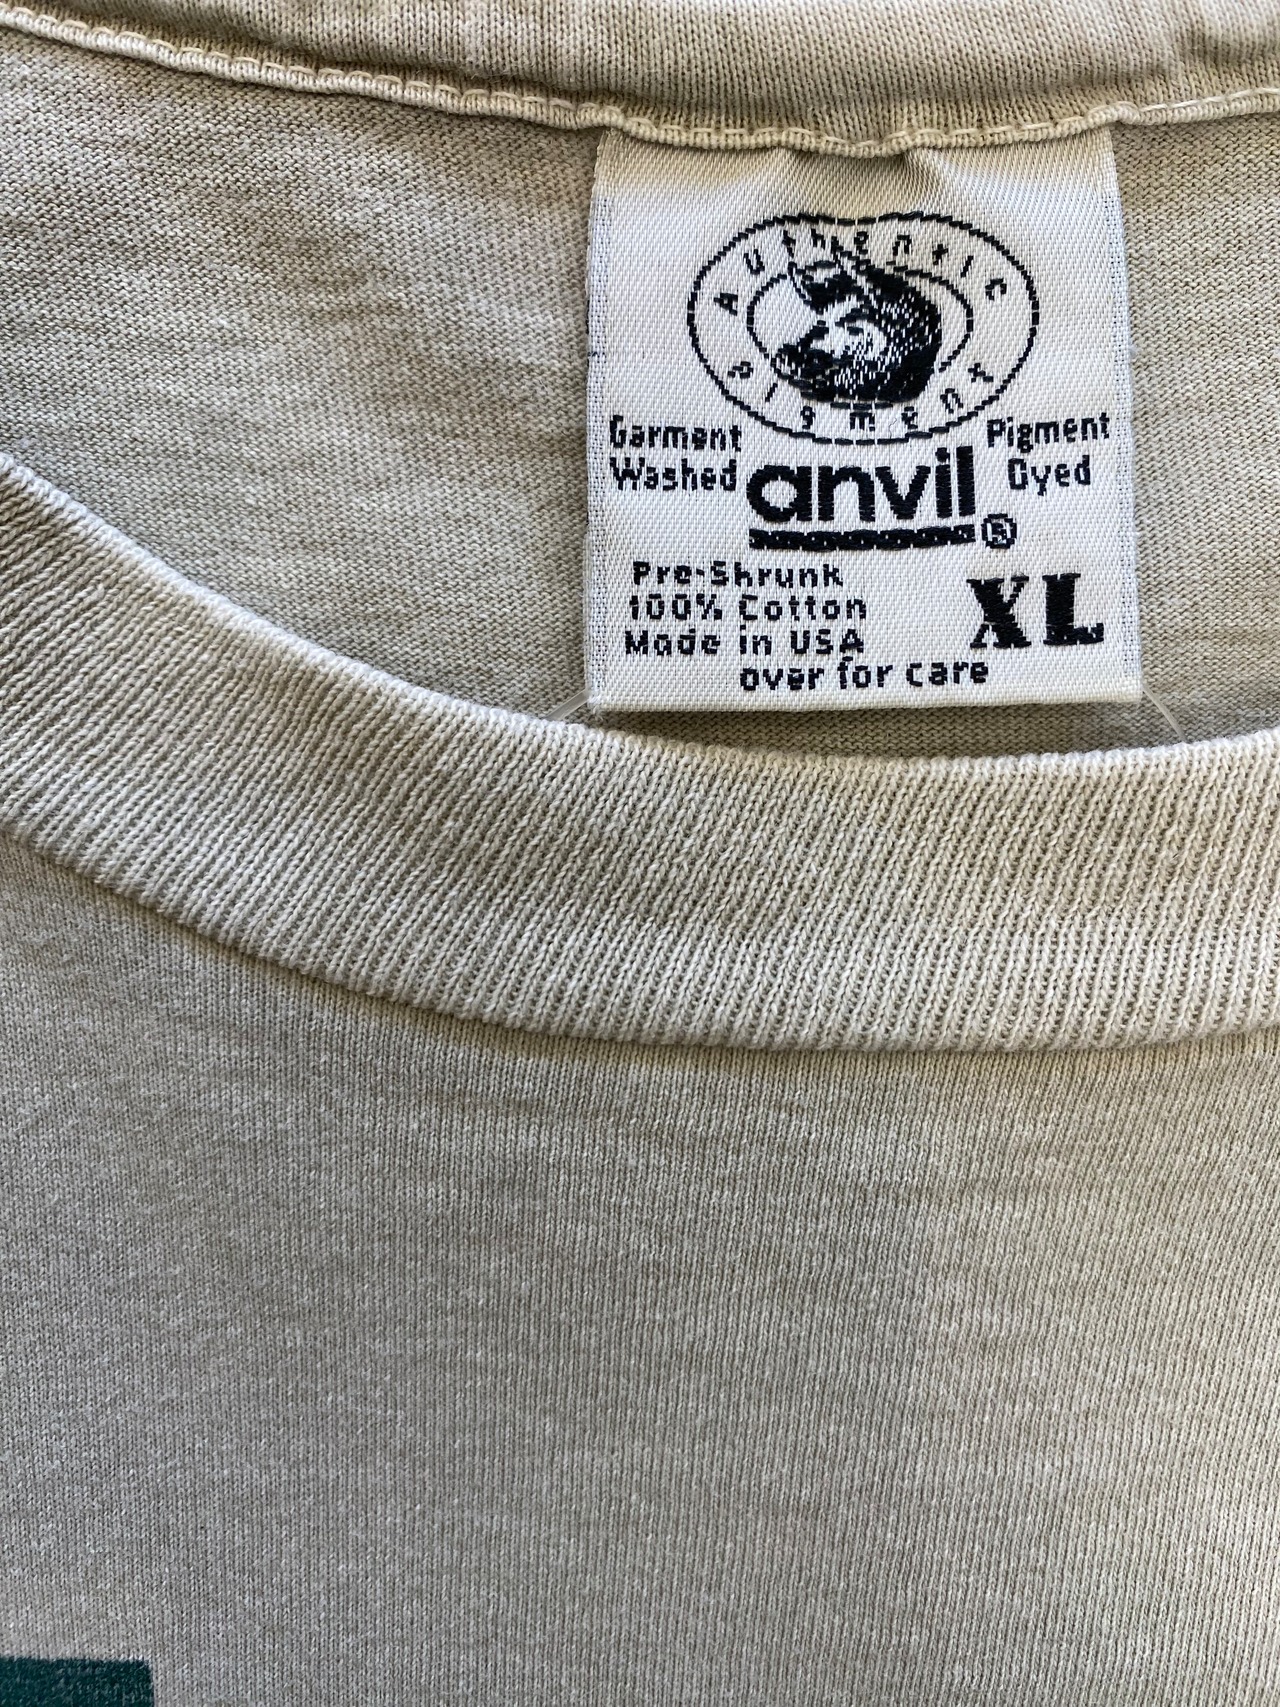 Authentic
Pigment
Garment
Washed
Pigment
Dyed
anvil®
Pre-Shrunk
100% Cotton
Made in USA
XL
over for care